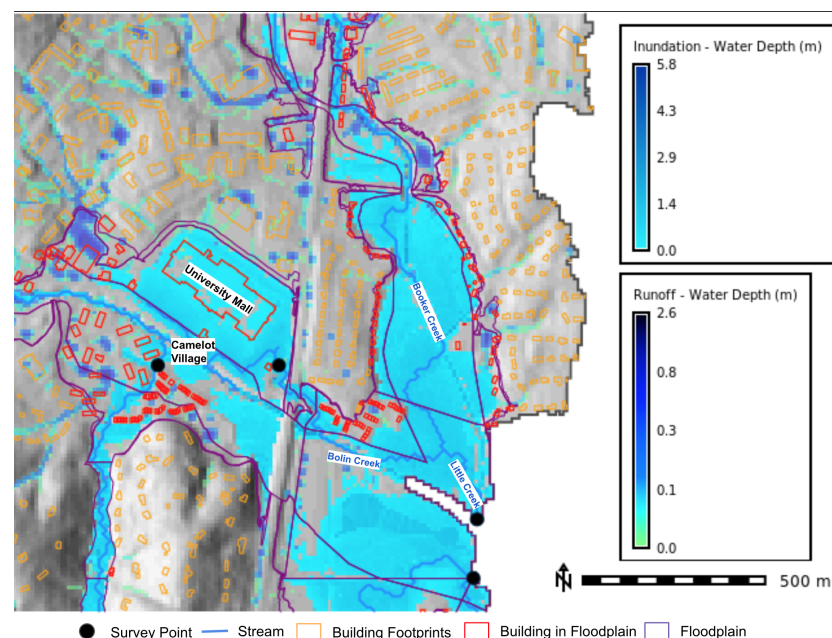 Inundation - Water Depth (m)
5.8
4.3
2.9
1.4
0.0
Runoff - Water Depth (m)
2.6
0.8
0.3
0.1
0.0
University Mall
Camelot
Village
Booker Creek
Bolin Creek
Little Creek
N
500 m
Survey Point
Stream
Building Footprints
Building in Floodplain
Floodplain